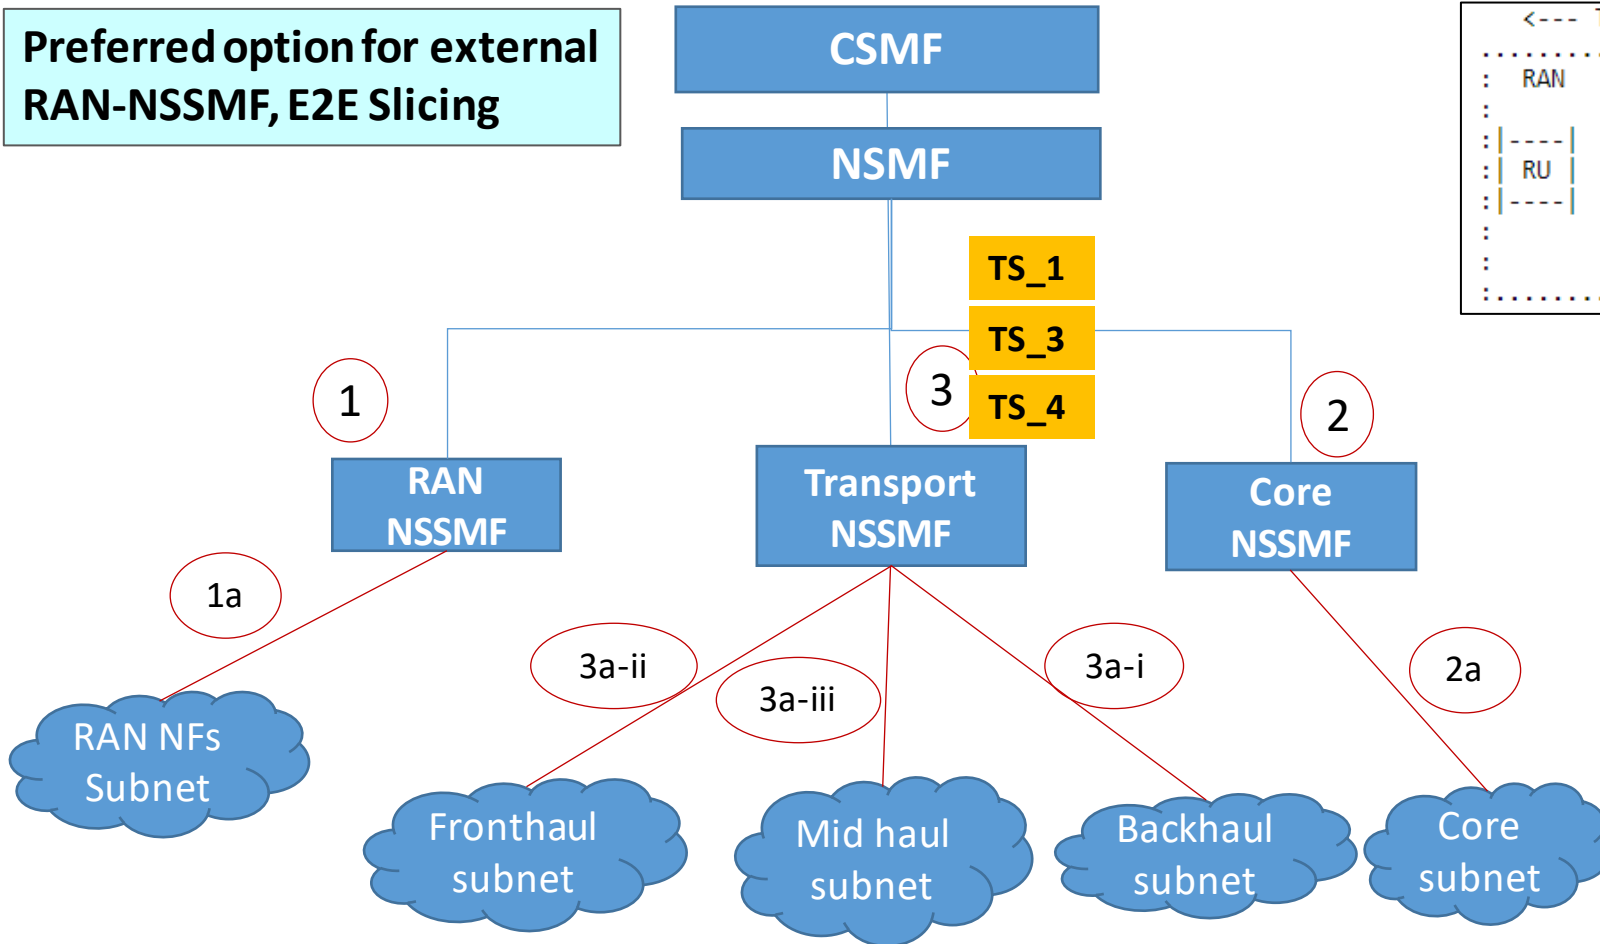 Preferred option for external
RAN-NSSMF, E2E Slicing
CSMF
NSMF
<--- T
..........
: RAN
:
:|----|
:| RU |
:|----|
:
:
:.........
TS_1
TS_3
TS_4
1
3
2
RAN
NSSMF
Transport
NSSMF
Core
NSSMF
1a
3a-ii
3a-iii
3a-i
2a
RAN NFs
Subnet
Fronthaul
subnet
Mid haul
subnet
Backhaul
subnet
Core
subnet